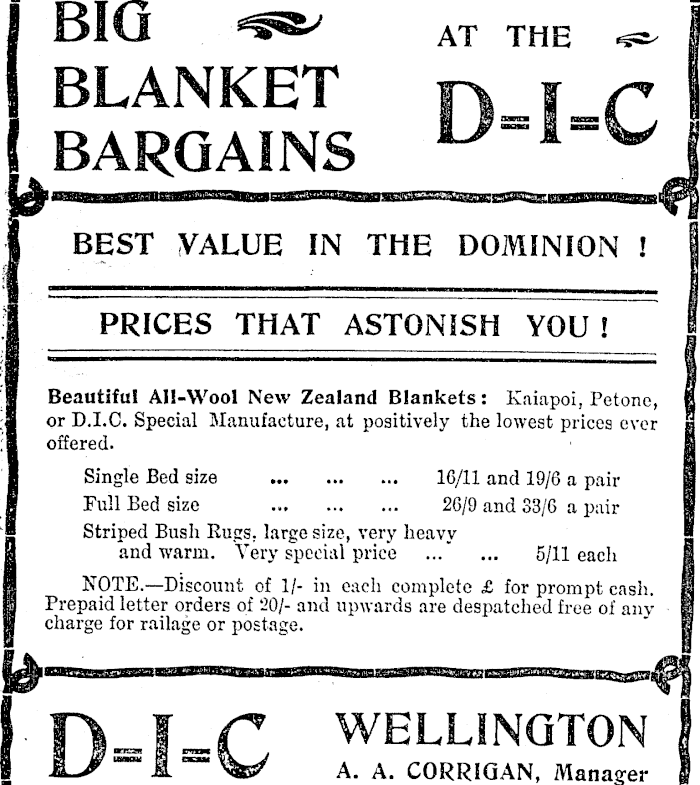 BIG
BLANKET
BARGAINS
AT THE
D=I=C
BEST VALUE IN THE DOMINION !
PRICES THAT ASTONISH YOU !
Beautiful All-Wool New Zealand Blankets: Kaiapoi, Petone,
or D.I.C. Special Manufacture, at positively the lowest prices ever
offered.
Single Bed size ... ... ... 16/11 and 19/6 a pair
Full Bed size ... ... ... 26/9 and 33/6 a pair
Striped Bush Rugs, large size, very heavy
and warm. Very special price ... ... 5/11 each
NOTE.—Discount of 1/- in each complete £ for prompt cash.
Prepaid letter orders of 20/- and upwards are despatched free of any
charge for railage or postage.
D=I=C
WELLINGTON
A. A. CORRIGAN, Manager